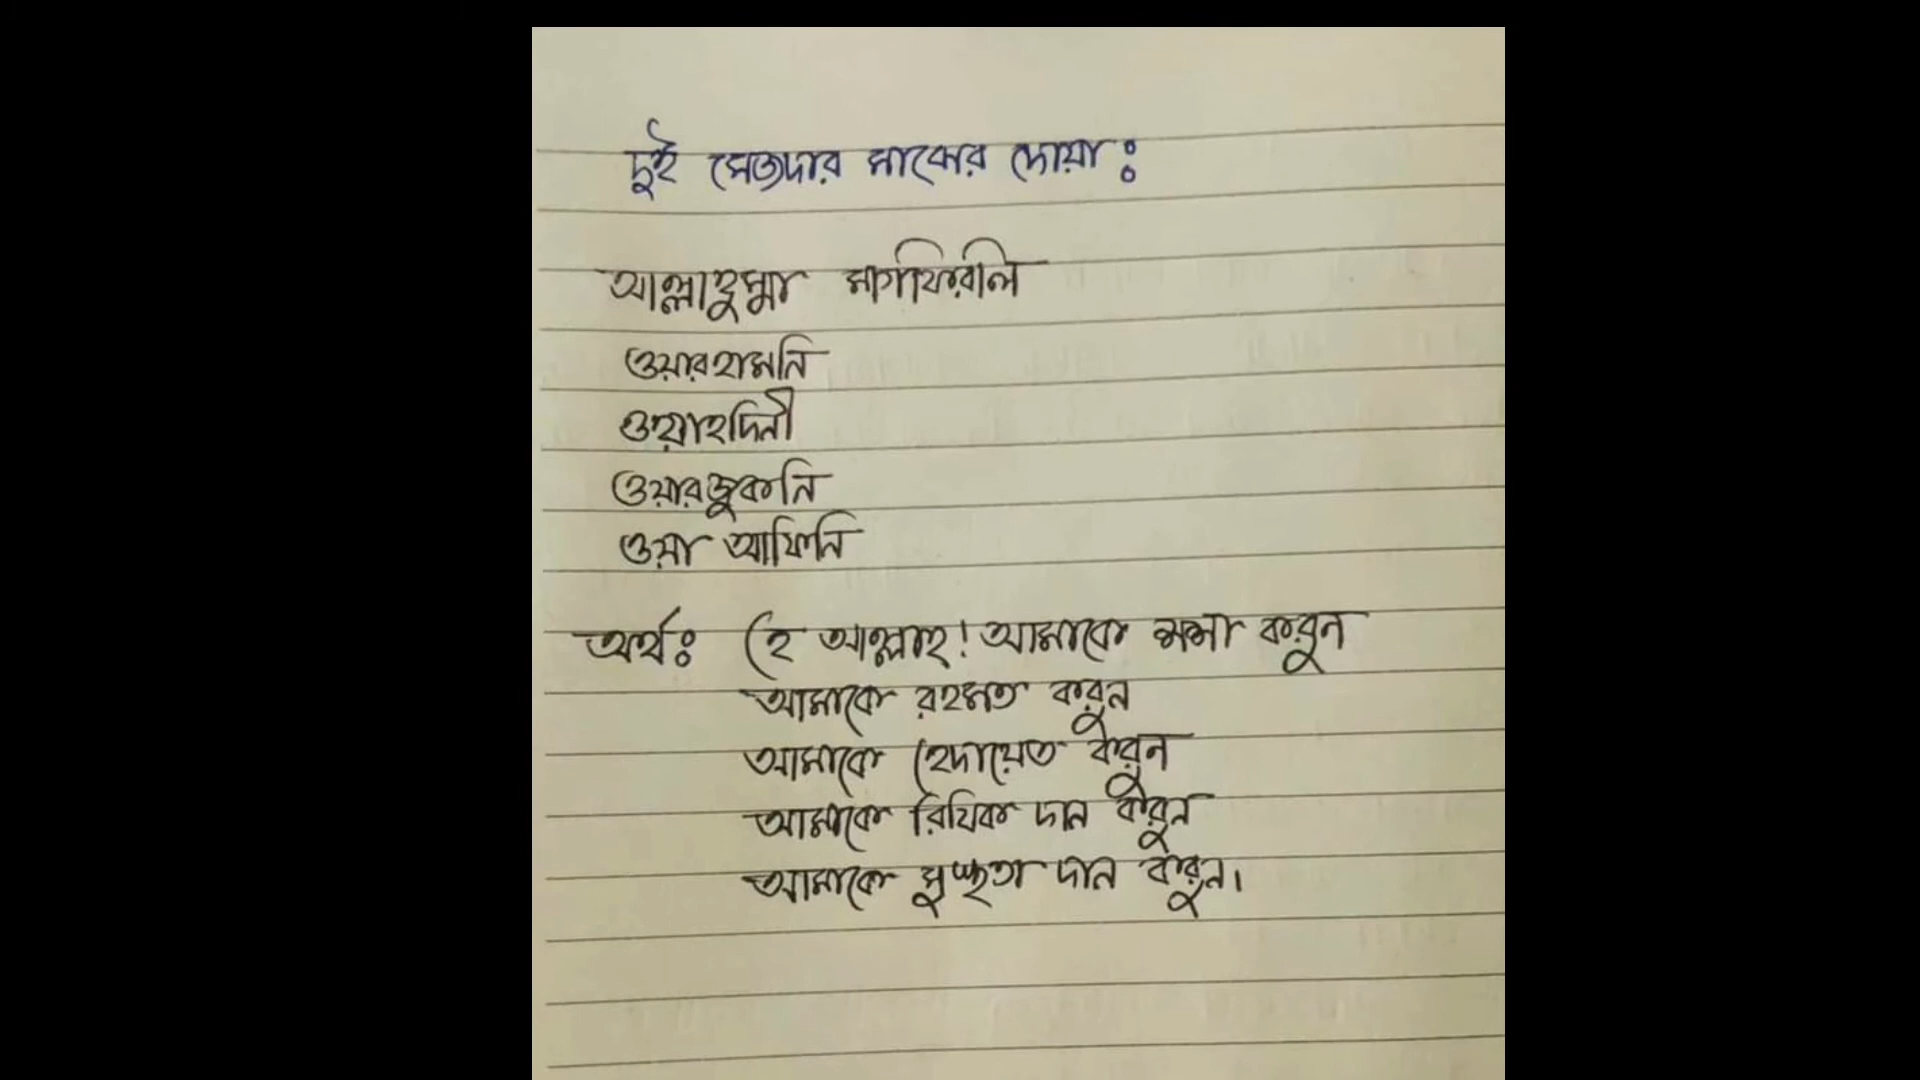 দুই সেজদার মাঝের দোয়া ঃ
আল্লাহুম্মা মাগফিরলি
ওয়ারহামনি
ওয়াহদিনী
ওয়ারজুকনি
ওয়া আফিনি
অর্থঃ হে আল্লাহ! আমাকে ক্ষমা করুন
আমাকে রহমত করুন
আমাকে হেদায়েত করুন
আমাকে রিযিক দান করুন
আমাকে সুস্থতা দান করুন।